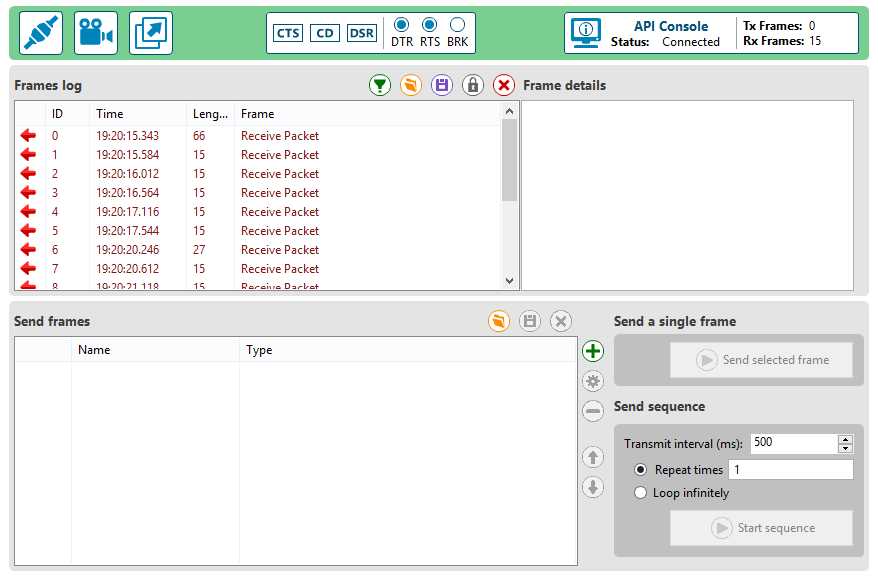 CTS CD DSR DTR RTS BRK
API Console
Status: Connected
Tx Frames: 0
Rx Frames: 15
Frames log
Frame details
ID Time Leng... Frame
0 19:20:15.343 66 Receive Packet
1 19:20:15.584 15 Receive Packet
2 19:20:16.012 15 Receive Packet
3 19:20:16.564 15 Receive Packet
4 19:20:17.116 15 Receive Packet
5 19:20:17.544 15 Receive Packet
6 19:20:20.246 27 Receive Packet
7 19:20:20.612 15 Receive Packet
8 19:20:21.118 15 Receive Packet
Send frames
Name Type
Send a single frame
Send selected frame
Send sequence
Transmit interval (ms): 500
Repeat times 1
Loop infinitely
Start sequence